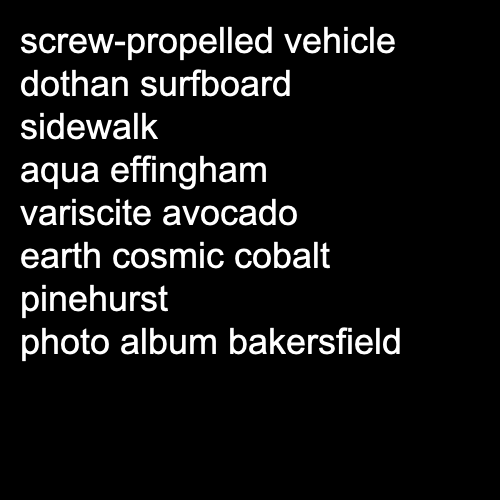 screw-propelled vehicle
dothan surfboard
sidewalk
aqua effingham
variscite avocado
earth cosmic cobalt
pinehurst
photo album bakersfield